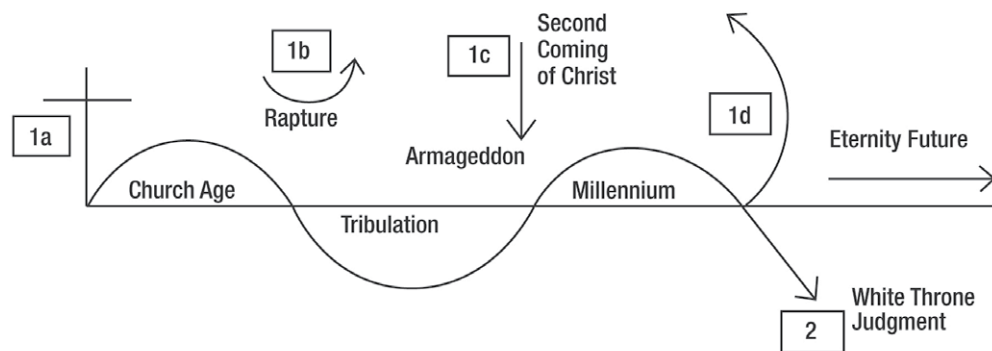 1a
1b
Rapture
1c
Second
Coming
of Christ
Armageddon
1d
Eternity Future
Church Age
Tribulation
Millennium
2
White Throne
Judgment